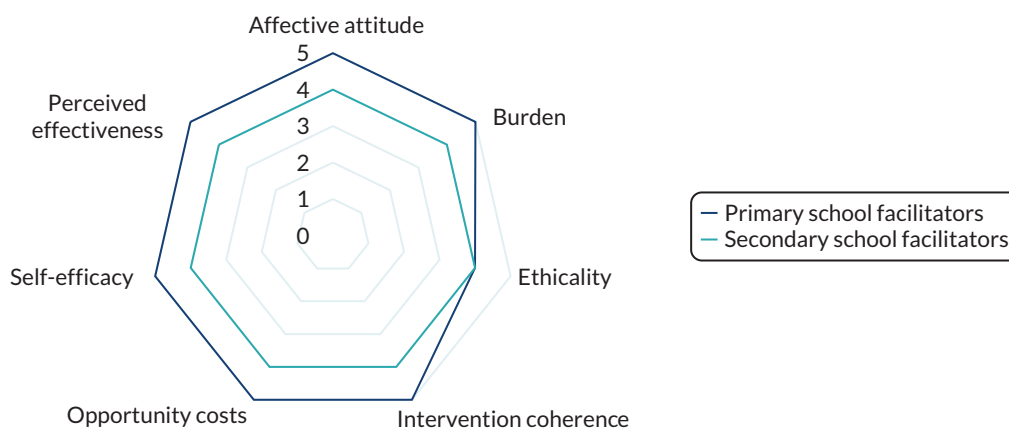 Affective attitude
5
4
3
2
1
0
Perceived
effectiveness
Burden
Self-efficacy
Ethicality
Opportunity costs
Intervention coherence
Primary school facilitators
Secondary school facilitators